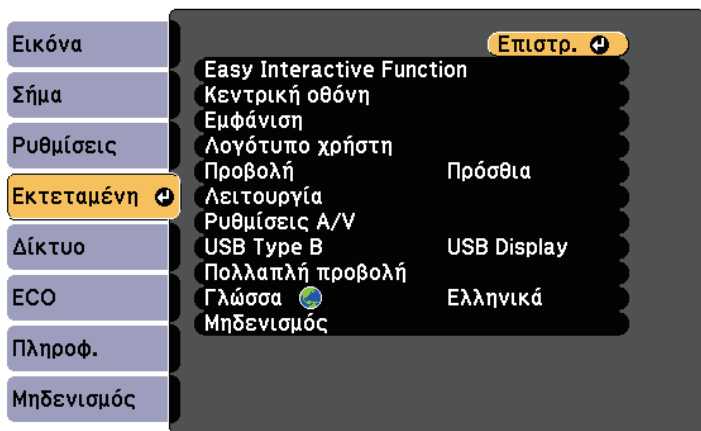 Εικόνα
Σήμα
Ρυθμίσεις
Εκτεταμένη
Δίκτυο
ECO
Πληροφ.
Μηδενισμός
Επιστρ.
Easy Interactive Function
Κεντρική οθόνη
Εμφάνιση
Λογότυπο χρήστη
Προβολή Πρόσθια
Λειτουργία
Ρυθμίσεις A/V
USB Type B USB Display
Πολλαπλή προβολή
Γλώσσα Ελληνικά
Μηδενισμός